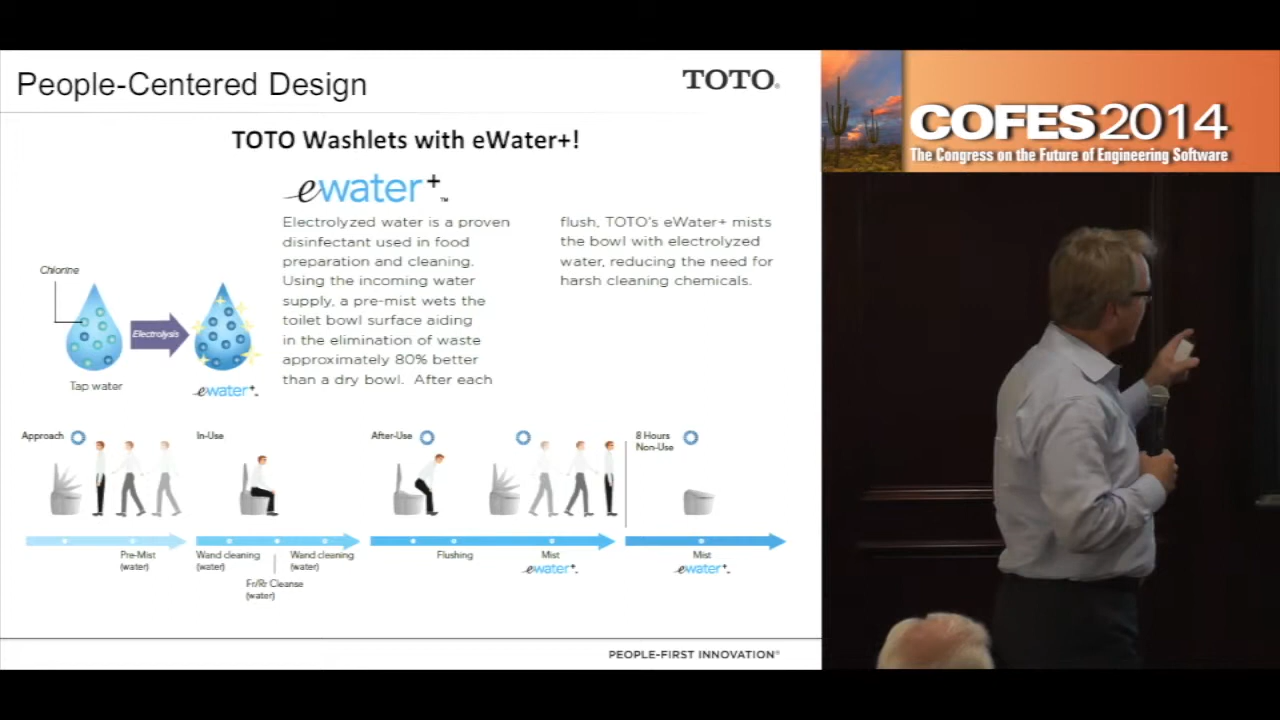 People-Centered Design
TOTO®
COFES2014
The Congress on the Future of Engineering Software
TOTO Washlets with eWater+!
ewater+™
Electrolyzed water is a proven
disinfectant used in food
preparation and cleaning.
Using the incoming water
supply, a pre-mist wets the
toilet bowl surface aiding
in the elimination of waste
approximately 80% better
than a dry bowl. After each
flush, TOTO's eWater+ mists
the bowl with electrolyzed
water, reducing the need for
harsh cleaning chemicals.
Chlorine
Electrolysis
Tap water
ewater+™
Approach
In-Use
After-Use
8 Hours
Non-Use
Pre-Mist
(water)
Wand cleaning
(water)
Fr/Rr Cleanse
(water)
Wand cleaning
(water)
Flushing
Mist
ewater+™
Mist
ewater+™
PEOPLE-FIRST INNOVATION®